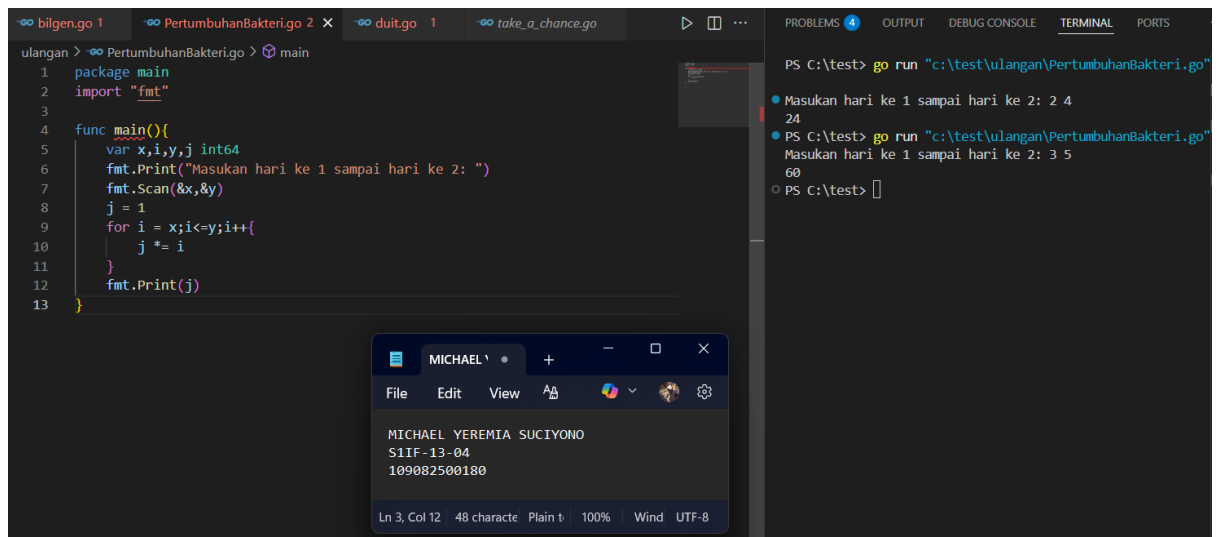 bilgen.go 1 PertumbuhanBakteri.go 2 duit.go 1 take_a_chance.go
ulangan > PertumbuhanBakteri.go > main
1 package main
2 import "fmt"
3
4 func main(){
5 var x,i,y,j int64
6 fmt.Print("Masukan hari ke 1 sampai hari ke 2: ")
7 fmt.Scan(&x,&y)
8 j = 1
9 for i = x;i<=y;i++{
10 j *= i
11 }
12 fmt.Print(j)
13 }
PROBLEMS 4 OUTPUT DEBUG CONSOLE TERMINAL PORTS
PS C:\test> go run "c:\test\ulangan\PertumbuhanBakteri.go"
Masukan hari ke 1 sampai hari ke 2: 2 4
24
PS C:\test> go run "c:\test\ulangan\PertumbuhanBakteri.go"
Masukan hari ke 1 sampai hari ke 2: 3 5
60
PS C:\test>
MICHAEL
File Edit View
MICHAEL YEREMIA SUCIYONO
S1IF-13-04
109082500180
Ln 3, Col 12 48 characte Plain t 100% Wind UTF-8